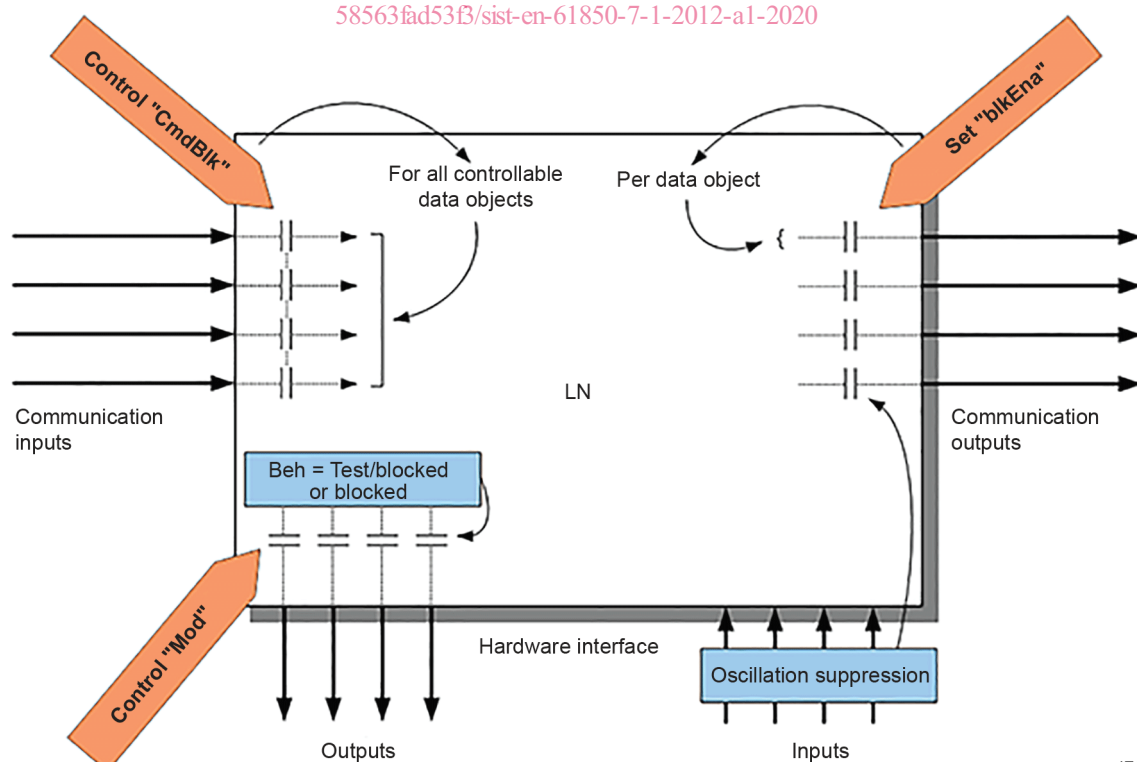 58563fad53f3/sist-en-61850-7-1-2012-a1-2020
Control "CmdBlk"
Set "blkEna"
For all controllable
data objects
Per data object
{
LN
Communication
inputs
Communication
outputs
Beh = Test/blocked
or blocked
Control "Mod"
Hardware interface
Oscillation suppression
Outputs
Inputs